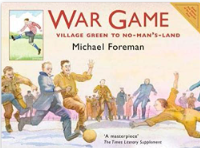 WAR GAME
VILLAGE GREEN TO NO-MAN'S-LAND
Michael Foreman
'A masterpiece'
The Times Literary Supplement